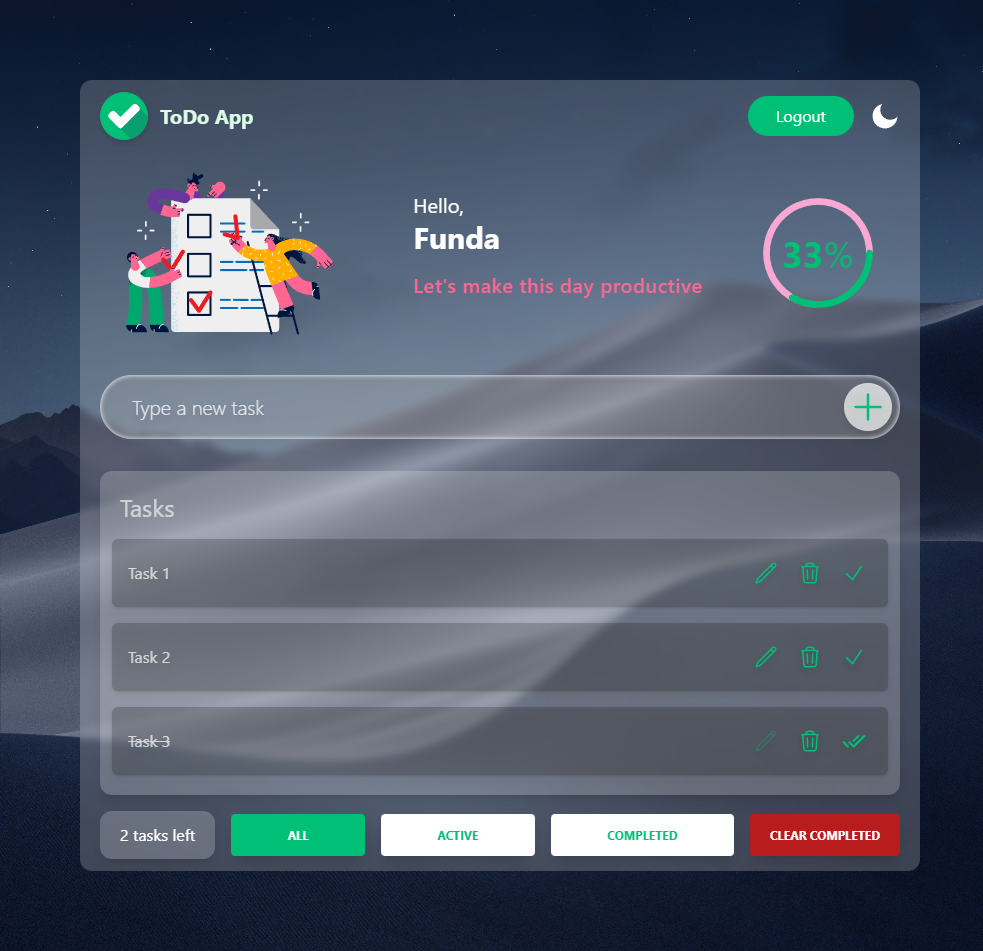 ToDo App
Logout
Hello,
Funda
Let's make this day productive
33%
Type a new task
Tasks
Task 1
Task 2
Task 3
2 tasks left
ALL
ACTIVE
COMPLETED
CLEAR COMPLETED